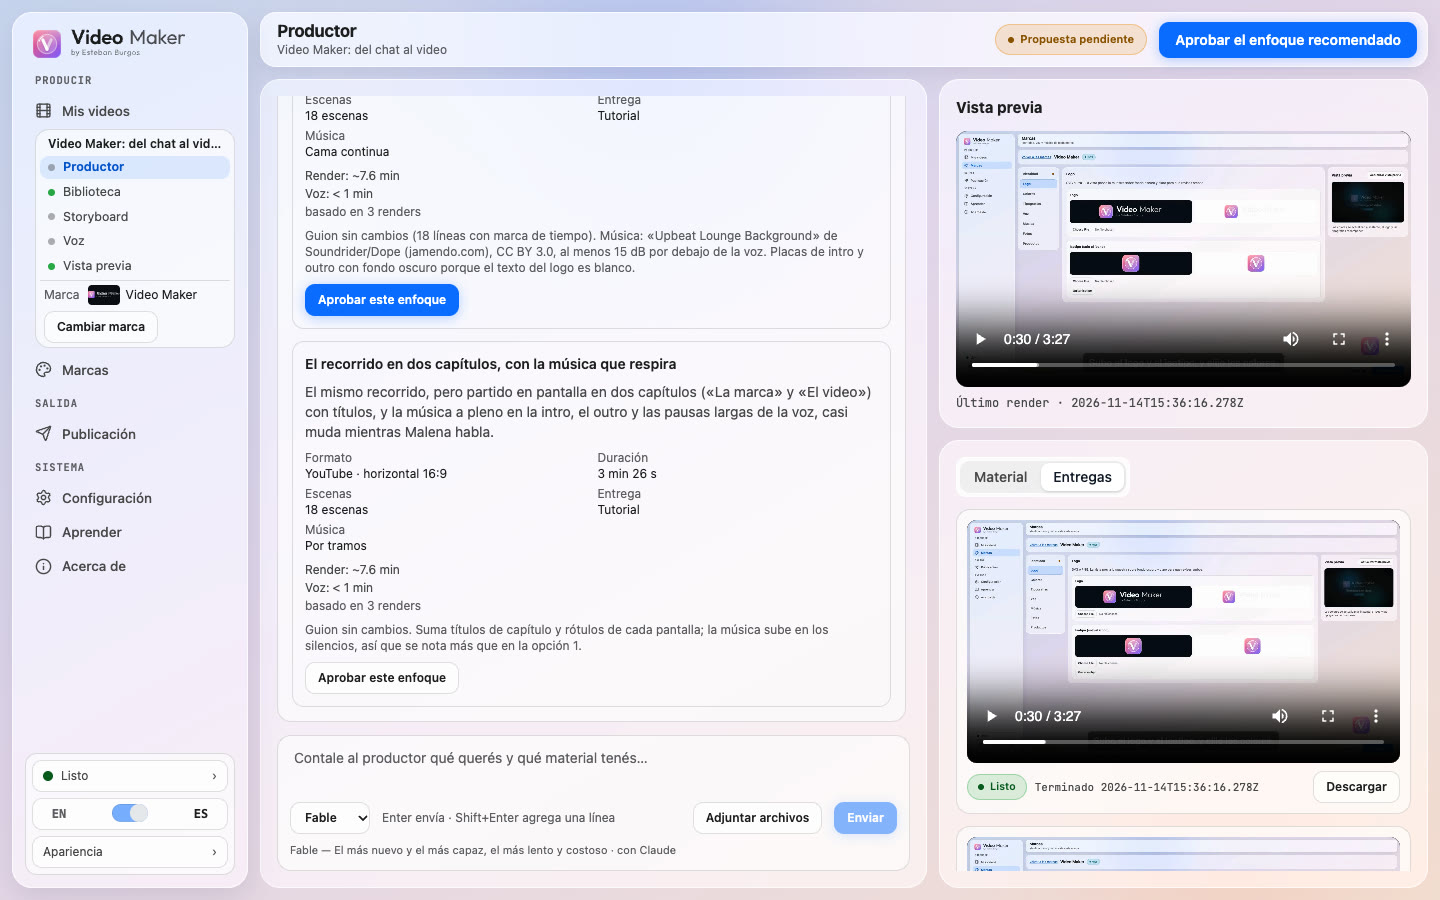 Video Maker
by Esteban Burgos
PRODUCIR
Mis videos
Video Maker: del chat al vid...
Productor
Biblioteca
Storyboard
Voz
Vista previa
Marca Video Maker
Cambiar marca
Marcas
SALIDA
Publicación
SISTEMA
Configuración
Aprender
Acerca de
Listo ›
EN ES
Apariencia ›
Productor
Video Maker: del chat al video
Propuesta pendiente
Aprobar el enfoque recomendado
Escenas Entrega
18 escenas Tutorial
Música
Cama continua
Render: ~7.6 min
Voz: < 1 min
basado en 3 renders
Guion sin cambios (18 líneas con marca de tiempo). Música: «Upbeat Lounge Background» de
Soundrider/Dope (jamendo.com), CC BY 3.0, al menos 15 dB por debajo de la voz. Placas de intro y
outro con fondo oscuro porque el texto del logo es blanco.
Aprobar este enfoque
El recorrido en dos capítulos, con la música que respira
El mismo recorrido, pero partido en pantalla en dos capítulos («La marca» y «El video»)
con títulos, y la música a pleno en la intro, el outro y las pausas largas de la voz, casi
muda mientras Malena habla.
Formato Duración
YouTube · horizontal 16:9 3 min 26 s
Escenas Entrega
18 escenas Tutorial
Música
Por tramos
Render: ~7.6 min
Voz: < 1 min
basado en 3 renders
Guion sin cambios. Suma títulos de capítulo y rótulos de cada pantalla; la música sube en los
silencios, así que se nota más que en la opción 1.
Aprobar este enfoque
Contale al productor qué querés y qué material tenés...
Fable Enter envía · Shift+Enter agrega una línea Adjuntar archivos Enviar
Fable — El más nuevo y el más capaz, el más lento y costoso · con Claude
Vista previa
Video Maker
0:30 / 3:27
Último render · 2026-11-14T15:36:16.278Z
Material Entregas
Video Maker
0:30 / 3:27
Listo Terminado 2026-11-14T15:36:16.278Z Descargar